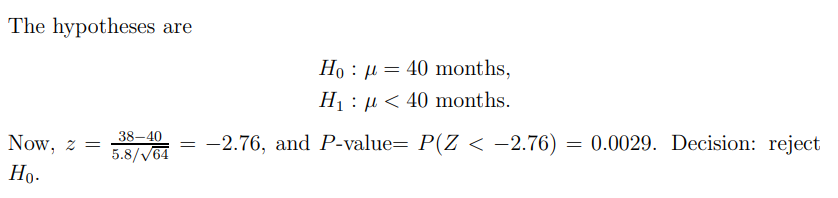 The hypotheses are
H₀ : μ = 40 months,
H₁ : μ < 40 months.
Now, z = \frac{38−40}{5.8/√64} = −2.76, and P-value= P(Z < −2.76) = 0.0029. Decision: reject
H₀.